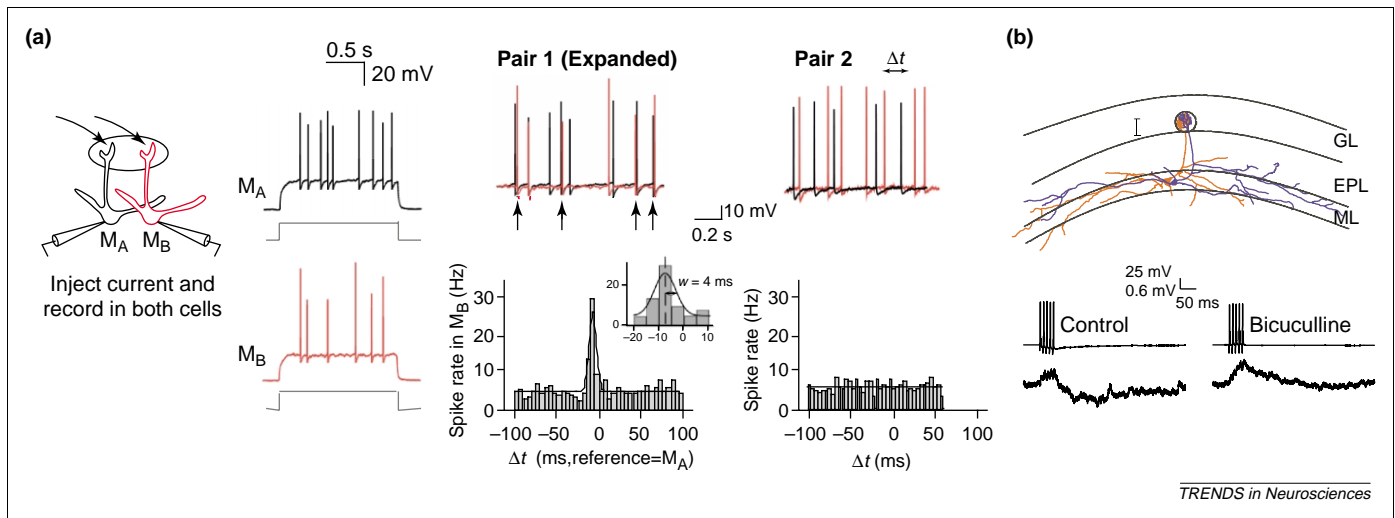 (a)
0.5 s
20 mV
M_A
M_B
Inject current and
record in both cells
M_A
M_B
Pair 1 (Expanded)
Pair 2
Δt
10 mV
0.2 s
Spike rate in M_B (Hz)
30
20
10
0
–100 –50 0 50 100
Δt (ms,reference=M_A)
20
0
w = 4 ms
–20 –10 0 10
Spike rate (Hz)
30
20
10
0
–100 –50 0 50 100
Δt (ms)
(b)
GL
EPL
ML
25 mV
0.6 mV
50 ms
Control
Bicuculline
TRENDS in Neurosciences